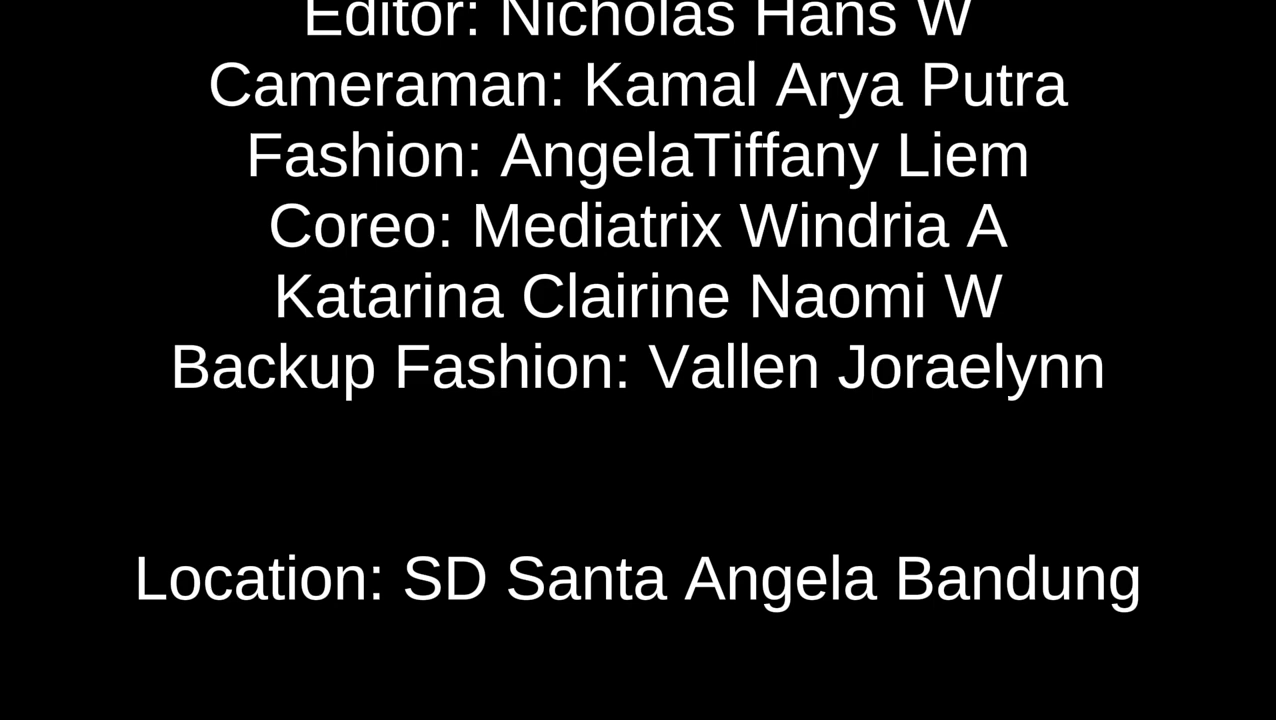 Editor: Nicholas Hans W
Cameraman: Kamal Arya Putra
Fashion: AngelaTiffany Liem
Coreo: Mediatrix Windria A
Katarina Clairine Naomi W
Backup Fashion: Vallen Joraelynn
Location: SD Santa Angela Bandung